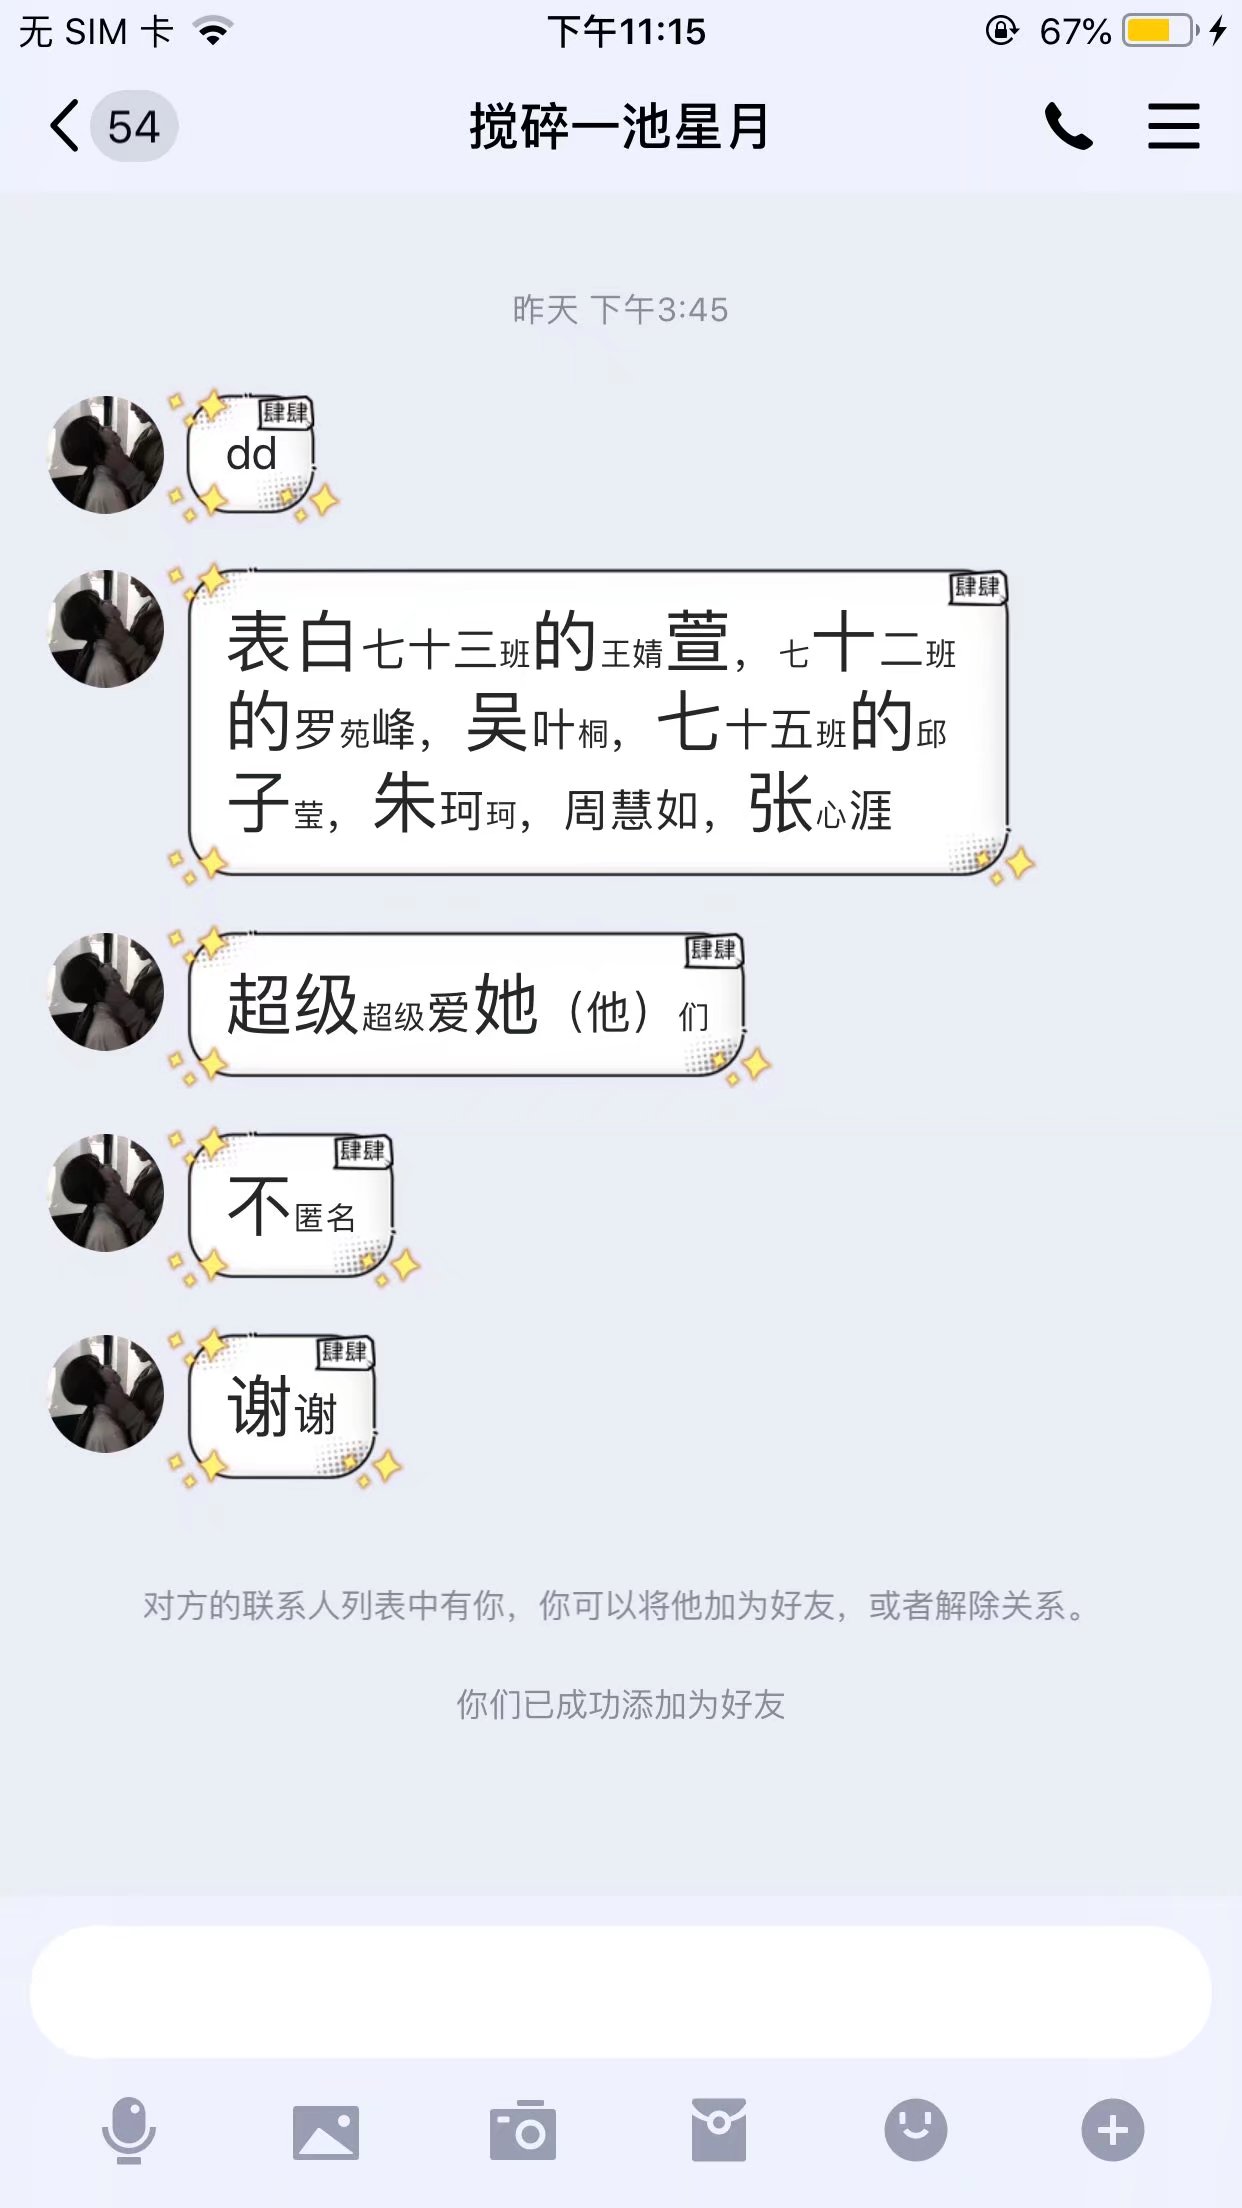 无 SIM 卡
下午11:15
67%
54
搅碎一池星月
昨天 下午3:45
肆肆
dd
肆肆
表白七十三班的王婧萱，七十二班
的罗苑峰，吴叶桐，七十五班的邱
子莹，朱珂珂，周慧如，张心涯
肆肆
超级超级爱她（他）们
肆肆
不匿名
肆肆
谢谢
对方的联系人列表中有你，你可以将他加为好友，或者解除关系。
你们已成功添加为好友